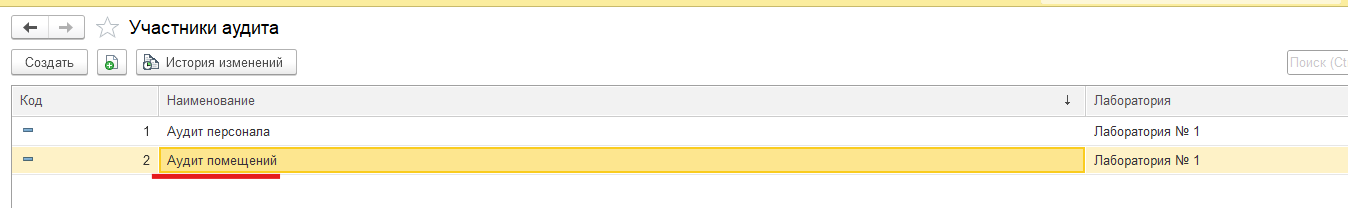 Участники аудита
Создать История изменений Поиск (Ct
Код Наименование Лаборатория
1 Аудит персонала Лаборатория № 1
2 Аудит помещений Лаборатория № 1